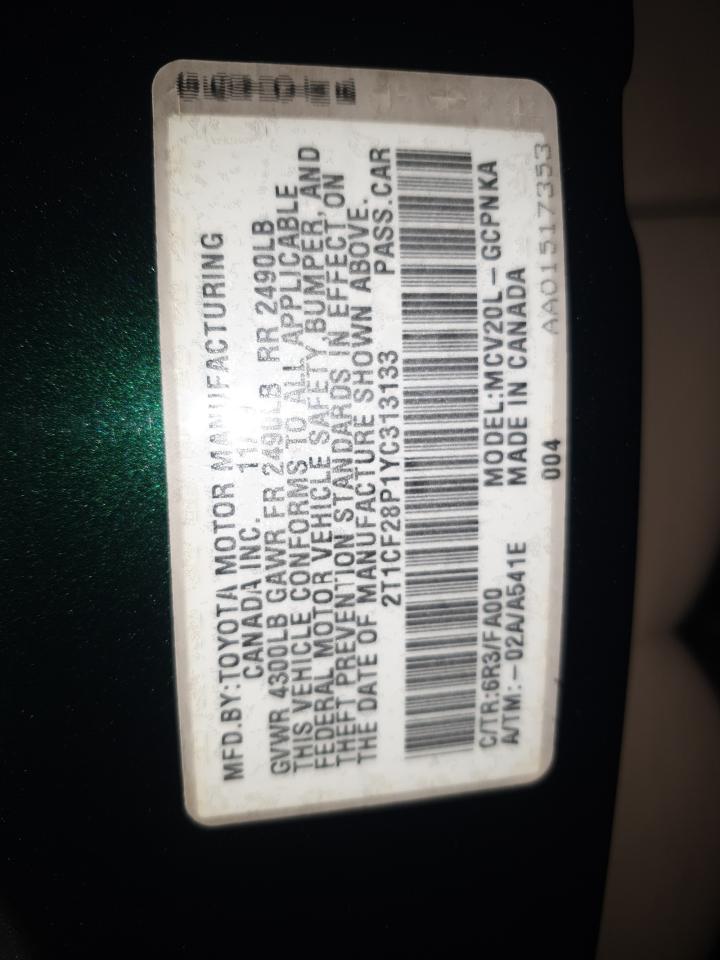 MFD.BY:TOYOTA MOTOR MANUFACTURING
CANADA INC. 11/
GVWR 4300LB GAWR FR 2490LB RR 2490LB
THIS VEHICLE CONFORMS TO ALL APPLICABLE
FEDERAL MOTOR VEHICLE SAFETY,BUMPER, AND
THEFT PREVENTION STANDARDS IN EFFECT ON
THE DATE OF MANUFACTURE SHOWN ABOVE.
2T1CF28P1YC313133 PASS.CAR
C/TR:6R3/FA00 MODEL:MCV20L-GCPNKA
A/TM:-02A/A541E MADE IN CANADA
004 AA01517353